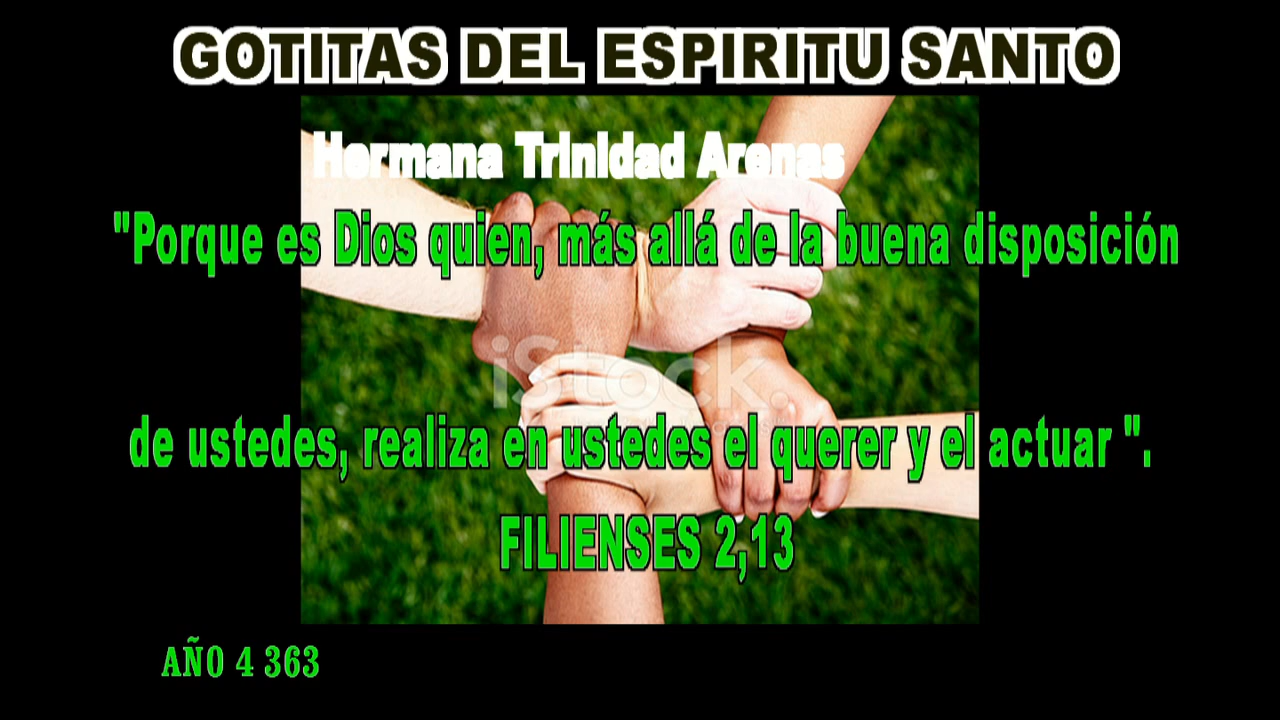 GOTITAS DEL ESPIRITU SANTO
Hermana Trinidad Arenas
"Porque es Dios quien, más allá de la buena disposición
iStock.
de ustedes, realiza en ustedes el querer y el actuar ".
FILIENSES 2,13
AÑO 4 363